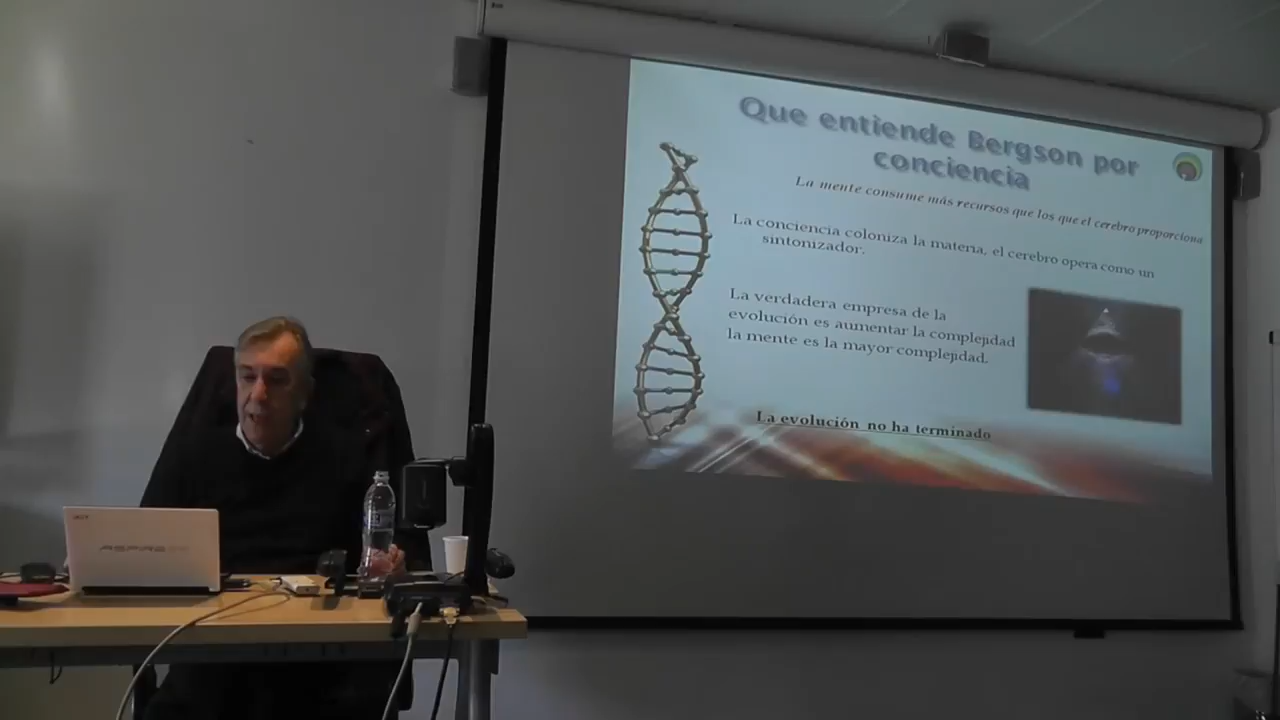 Que entiende Bergson por
conciencia
La mente consume más recursos que los que el cerebro proporciona
La conciencia coloniza la materia, el cerebro opera como un
sintonizador.
La verdadera empresa de la
evolución es aumentar la complejidad
la mente es la mayor complejidad.
La evolución no ha terminado
acer
ASPIRE